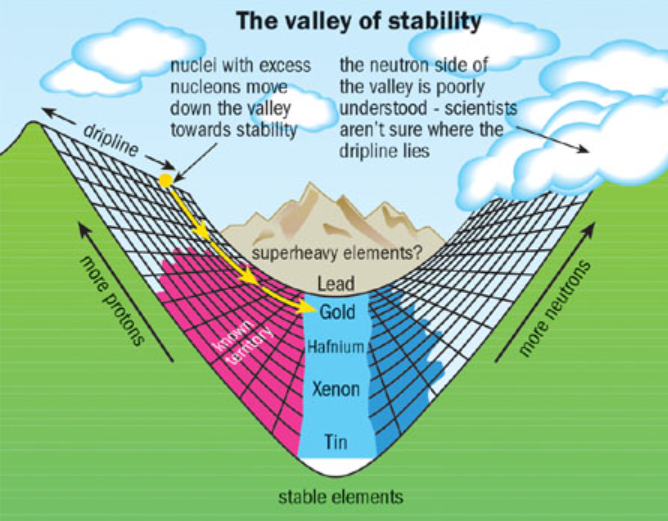 The valley of stability
nuclei with excess
nucleons move
down the valley
towards stability
the neutron side of
the valley is poorly
understood - scientists
aren't sure where the
dripline lies
dripline
superheavy elements?
more protons
known
territory
Lead
Gold
Hafnium
Xenon
Tin
more neutrons
stable elements